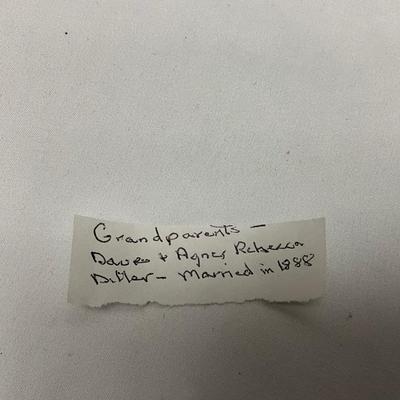 Grandparents -
& Agnes Rebecca
Diller - Married in 1888